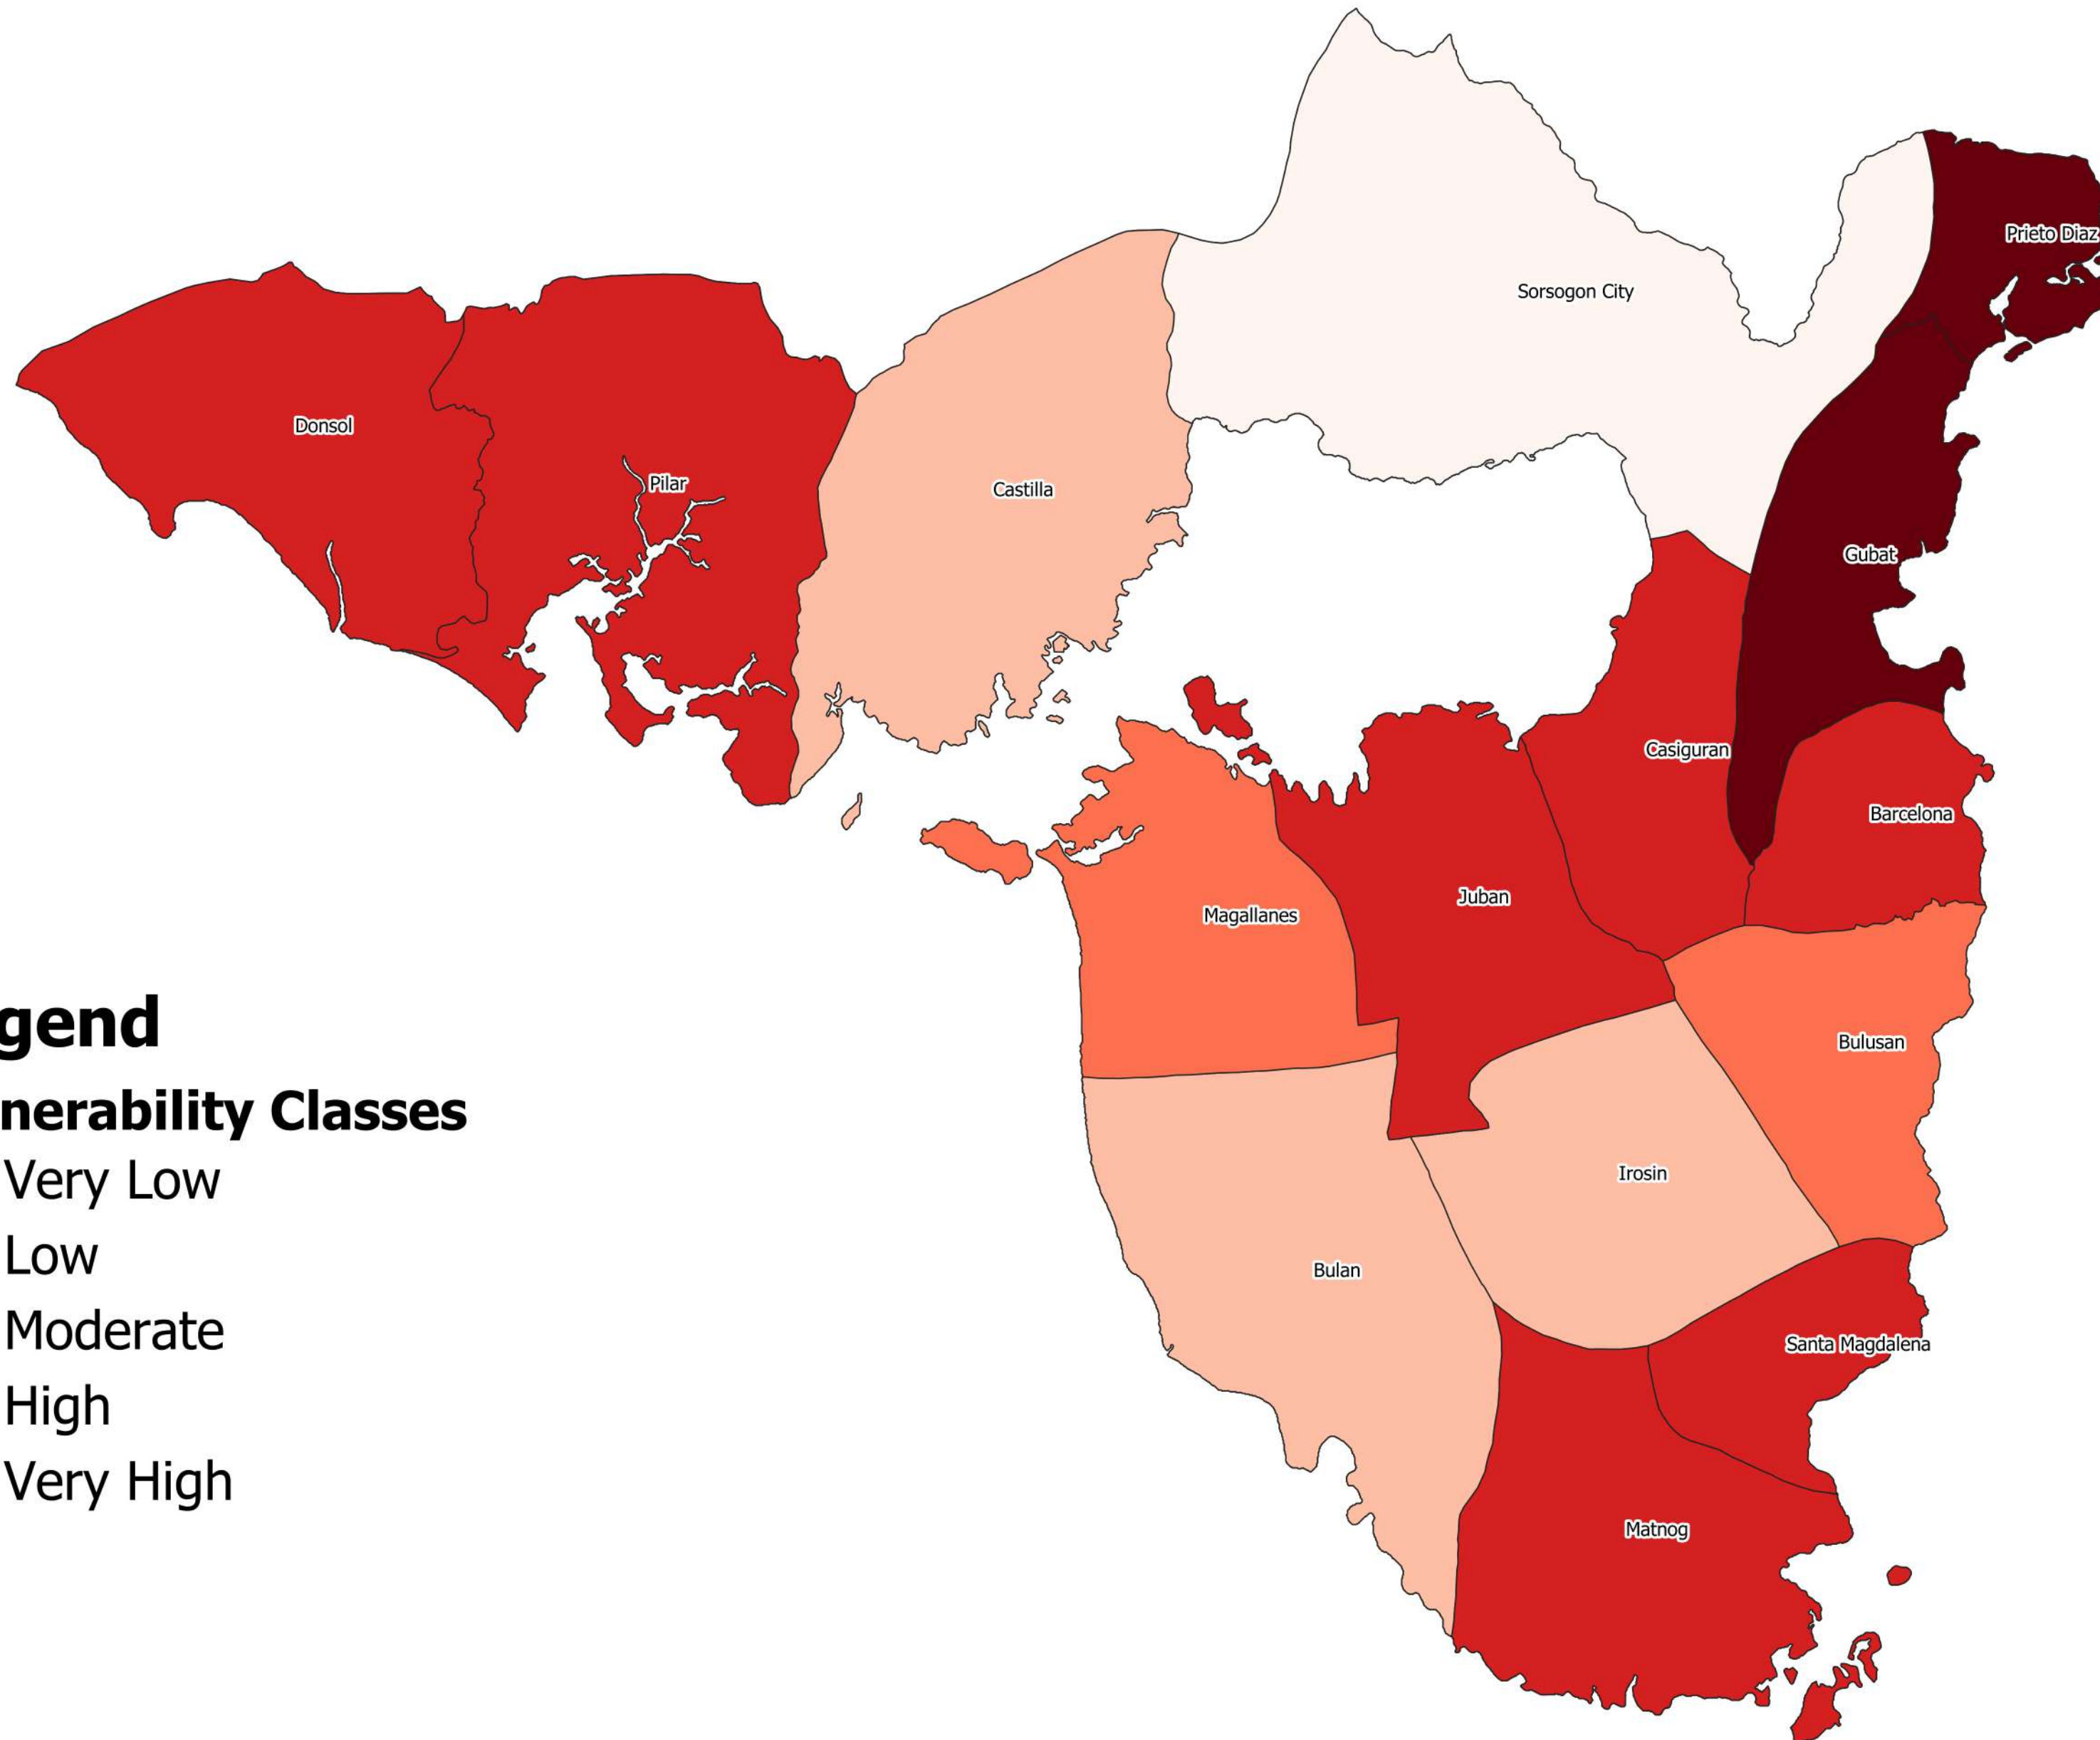 Prieto Diaz
Sorsogon City
Donsol
Pilar
Castilla
Gubat
Casiguran
Barcelona
Juban
Magallanes
Bulusan
Irosin
Bulan
Santa Magdalena
Matnog
gend
nerability Classes
Very Low
Low
Moderate
High
Very High